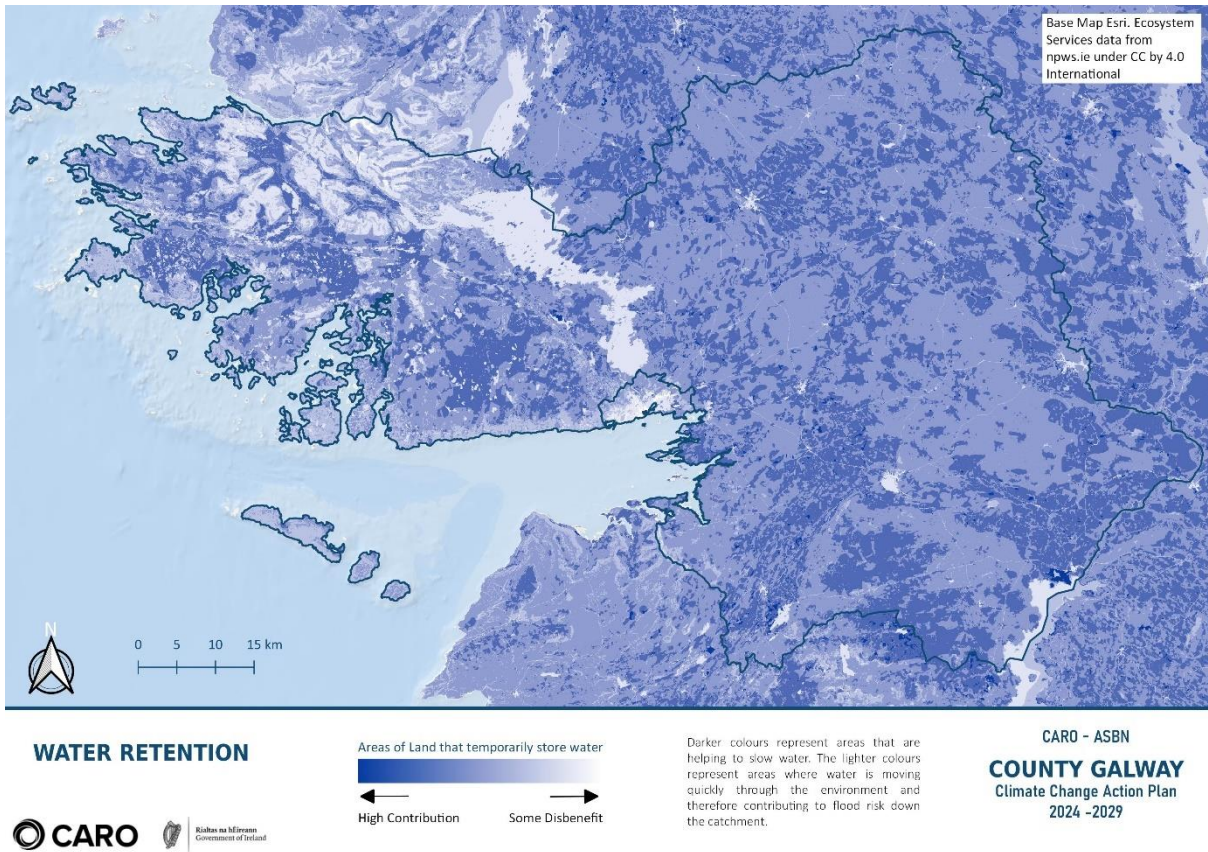 Base Map Esri. Ecosystem
Services data from
npws.ie under CC by 4.0
International
N
0 5 10 15 km
WATER RETENTION
Areas of Land that temporarily store water
High Contribution Some Disbenefit
Darker colours represent areas that are
helping to slow water. The lighter colours
represent areas where water is moving
quickly through the environment and
therefore contributing to flood risk down
the catchment.
CARO - ASBN
COUNTY GALWAY
Climate Change Action Plan
2024 -2029
CARO
Rialtas na hÉireann
Government of Ireland